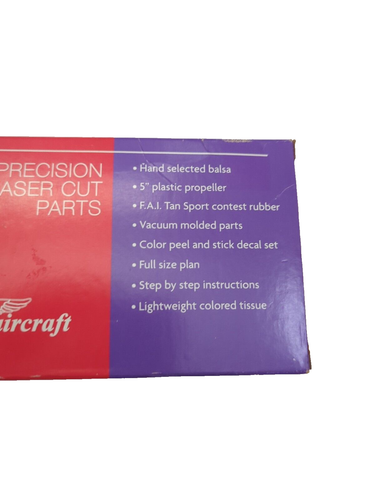 PRECISION
ASER CUT
PARTS
aircraft
• Hand selected balsa
• 5" plastic propeller
• F.A.I. Tan Sport contest rubber
• Vacuum molded parts
• Color peel and stick decal set
• Full size plan
• Step by step instructions
• Lightweight colored tissue